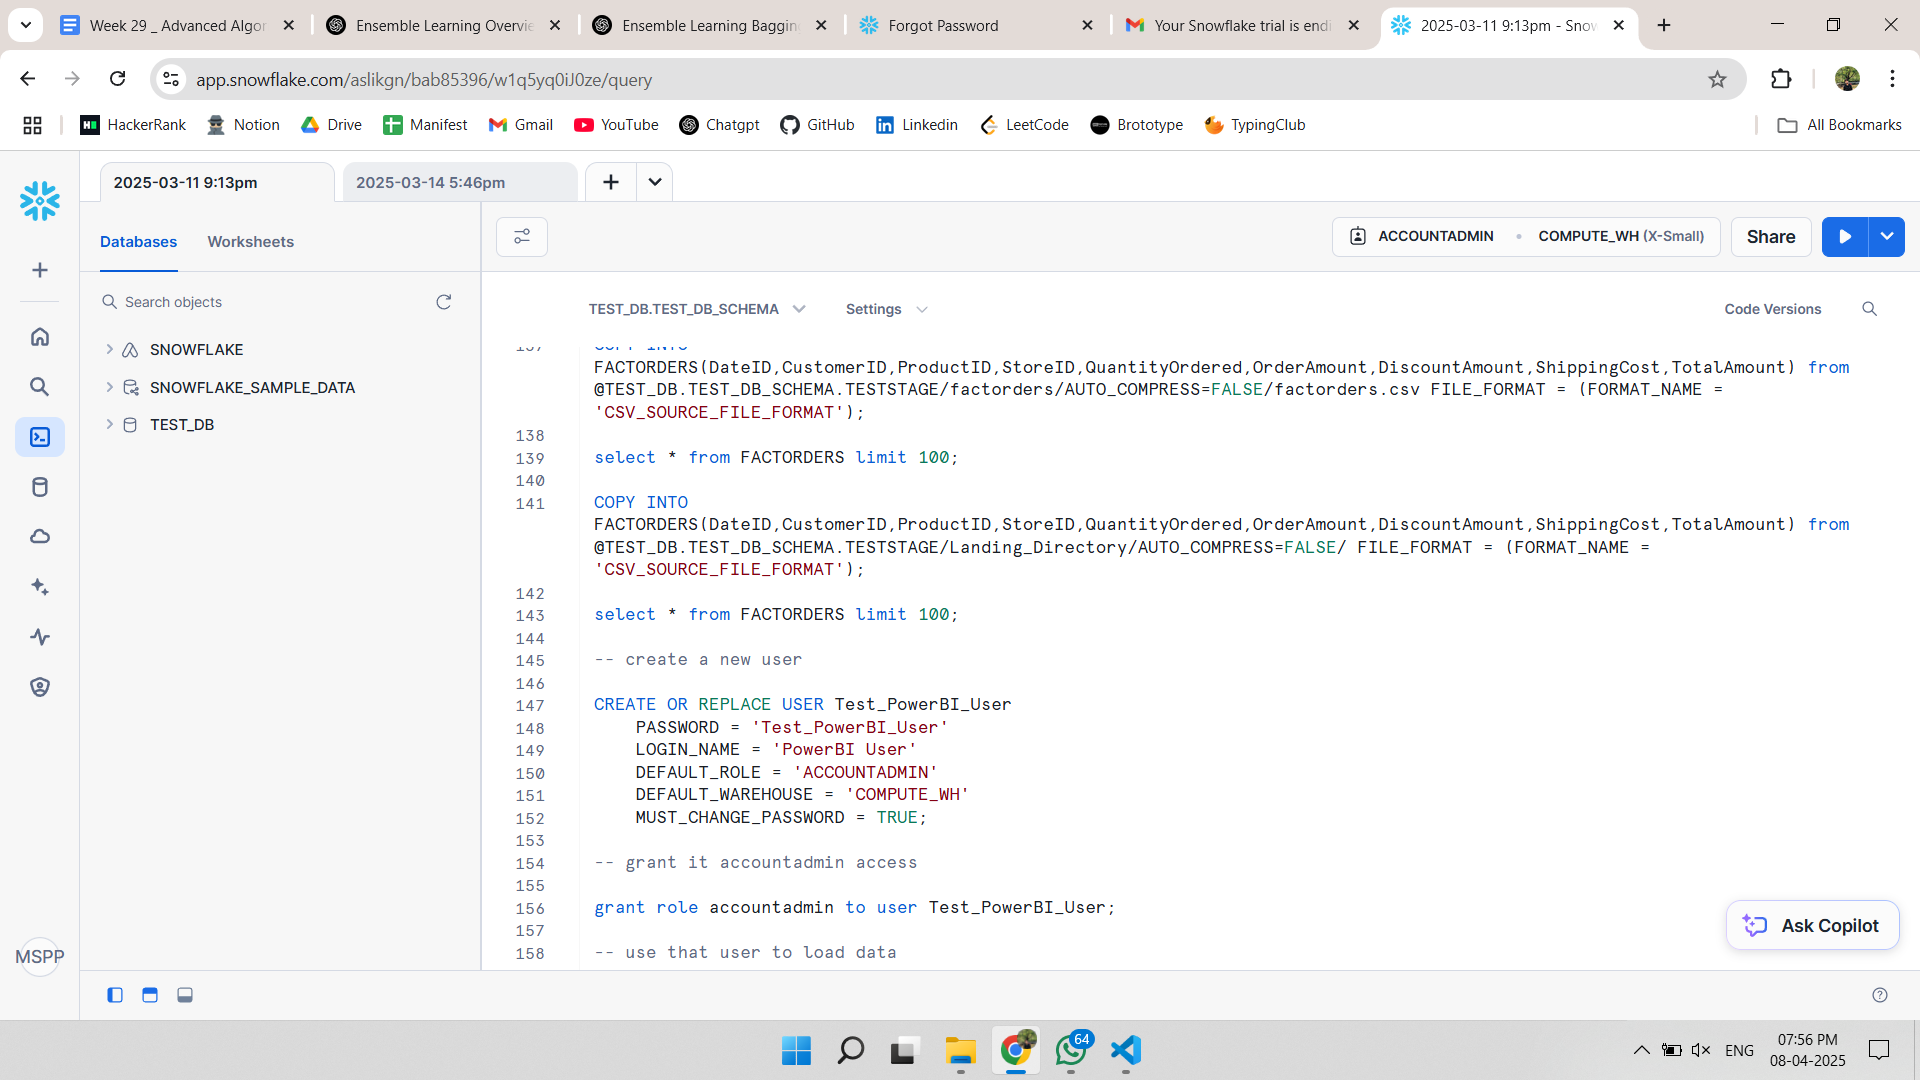 Week 29 _ Advanced Algor
Ensemble Learning Overvie
Ensemble Learning Baggin
Forgot Password
Your Snowflake trial is endi
2025-03-11 9:13pm - Snow
app.snowflake.com/aslikgn/bab85396/w1q5yq0iJ0ze/query
HackerRank
Notion
Drive
Manifest
Gmail
YouTube
Chatgpt
GitHub
Linkedin
LeetCode
Brototype
TypingClub
All Bookmarks
2025-03-11 9:13pm
2025-03-14 5:46pm
Databases
Worksheets
ACCOUNTADMIN
COMPUTE_WH (X-Small)
Share
Search objects
TEST_DB.TEST_DB_SCHEMA
Settings
Code Versions
SNOWFLAKE
SNOWFLAKE_SAMPLE_DATA
TEST_DB
137 COPY INTO
FACTORDERS(DateID,CustomerID,ProductID,StoreID,QuantityOrdered,OrderAmount,DiscountAmount,ShippingCost,TotalAmount) from
@TEST_DB.TEST_DB_SCHEMA.TESTSTAGE/factorders/AUTO_COMPRESS=FALSE/factorders.csv FILE_FORMAT = (FORMAT_NAME =
'CSV_SOURCE_FILE_FORMAT');
138
139 select * from FACTORDERS limit 100;
140
141 COPY INTO
FACTORDERS(DateID,CustomerID,ProductID,StoreID,QuantityOrdered,OrderAmount,DiscountAmount,ShippingCost,TotalAmount) from
@TEST_DB.TEST_DB_SCHEMA.TESTSTAGE/Landing_Directory/AUTO_COMPRESS=FALSE/ FILE_FORMAT = (FORMAT_NAME =
'CSV_SOURCE_FILE_FORMAT');
142
143 select * from FACTORDERS limit 100;
144
145 -- create a new user
146
147 CREATE OR REPLACE USER Test_PowerBI_User
148 PASSWORD = 'Test_PowerBI_User'
149 LOGIN_NAME = 'PowerBI User'
150 DEFAULT_ROLE = 'ACCOUNTADMIN'
151 DEFAULT_WAREHOUSE = 'COMPUTE_WH'
152 MUST_CHANGE_PASSWORD = TRUE;
153
154 -- grant it accountadmin access
155
156 grant role accountadmin to user Test_PowerBI_User;
157
158 -- use that user to load data
Ask Copilot
MSPP
64
ENG
07:56 PM
08-04-2025